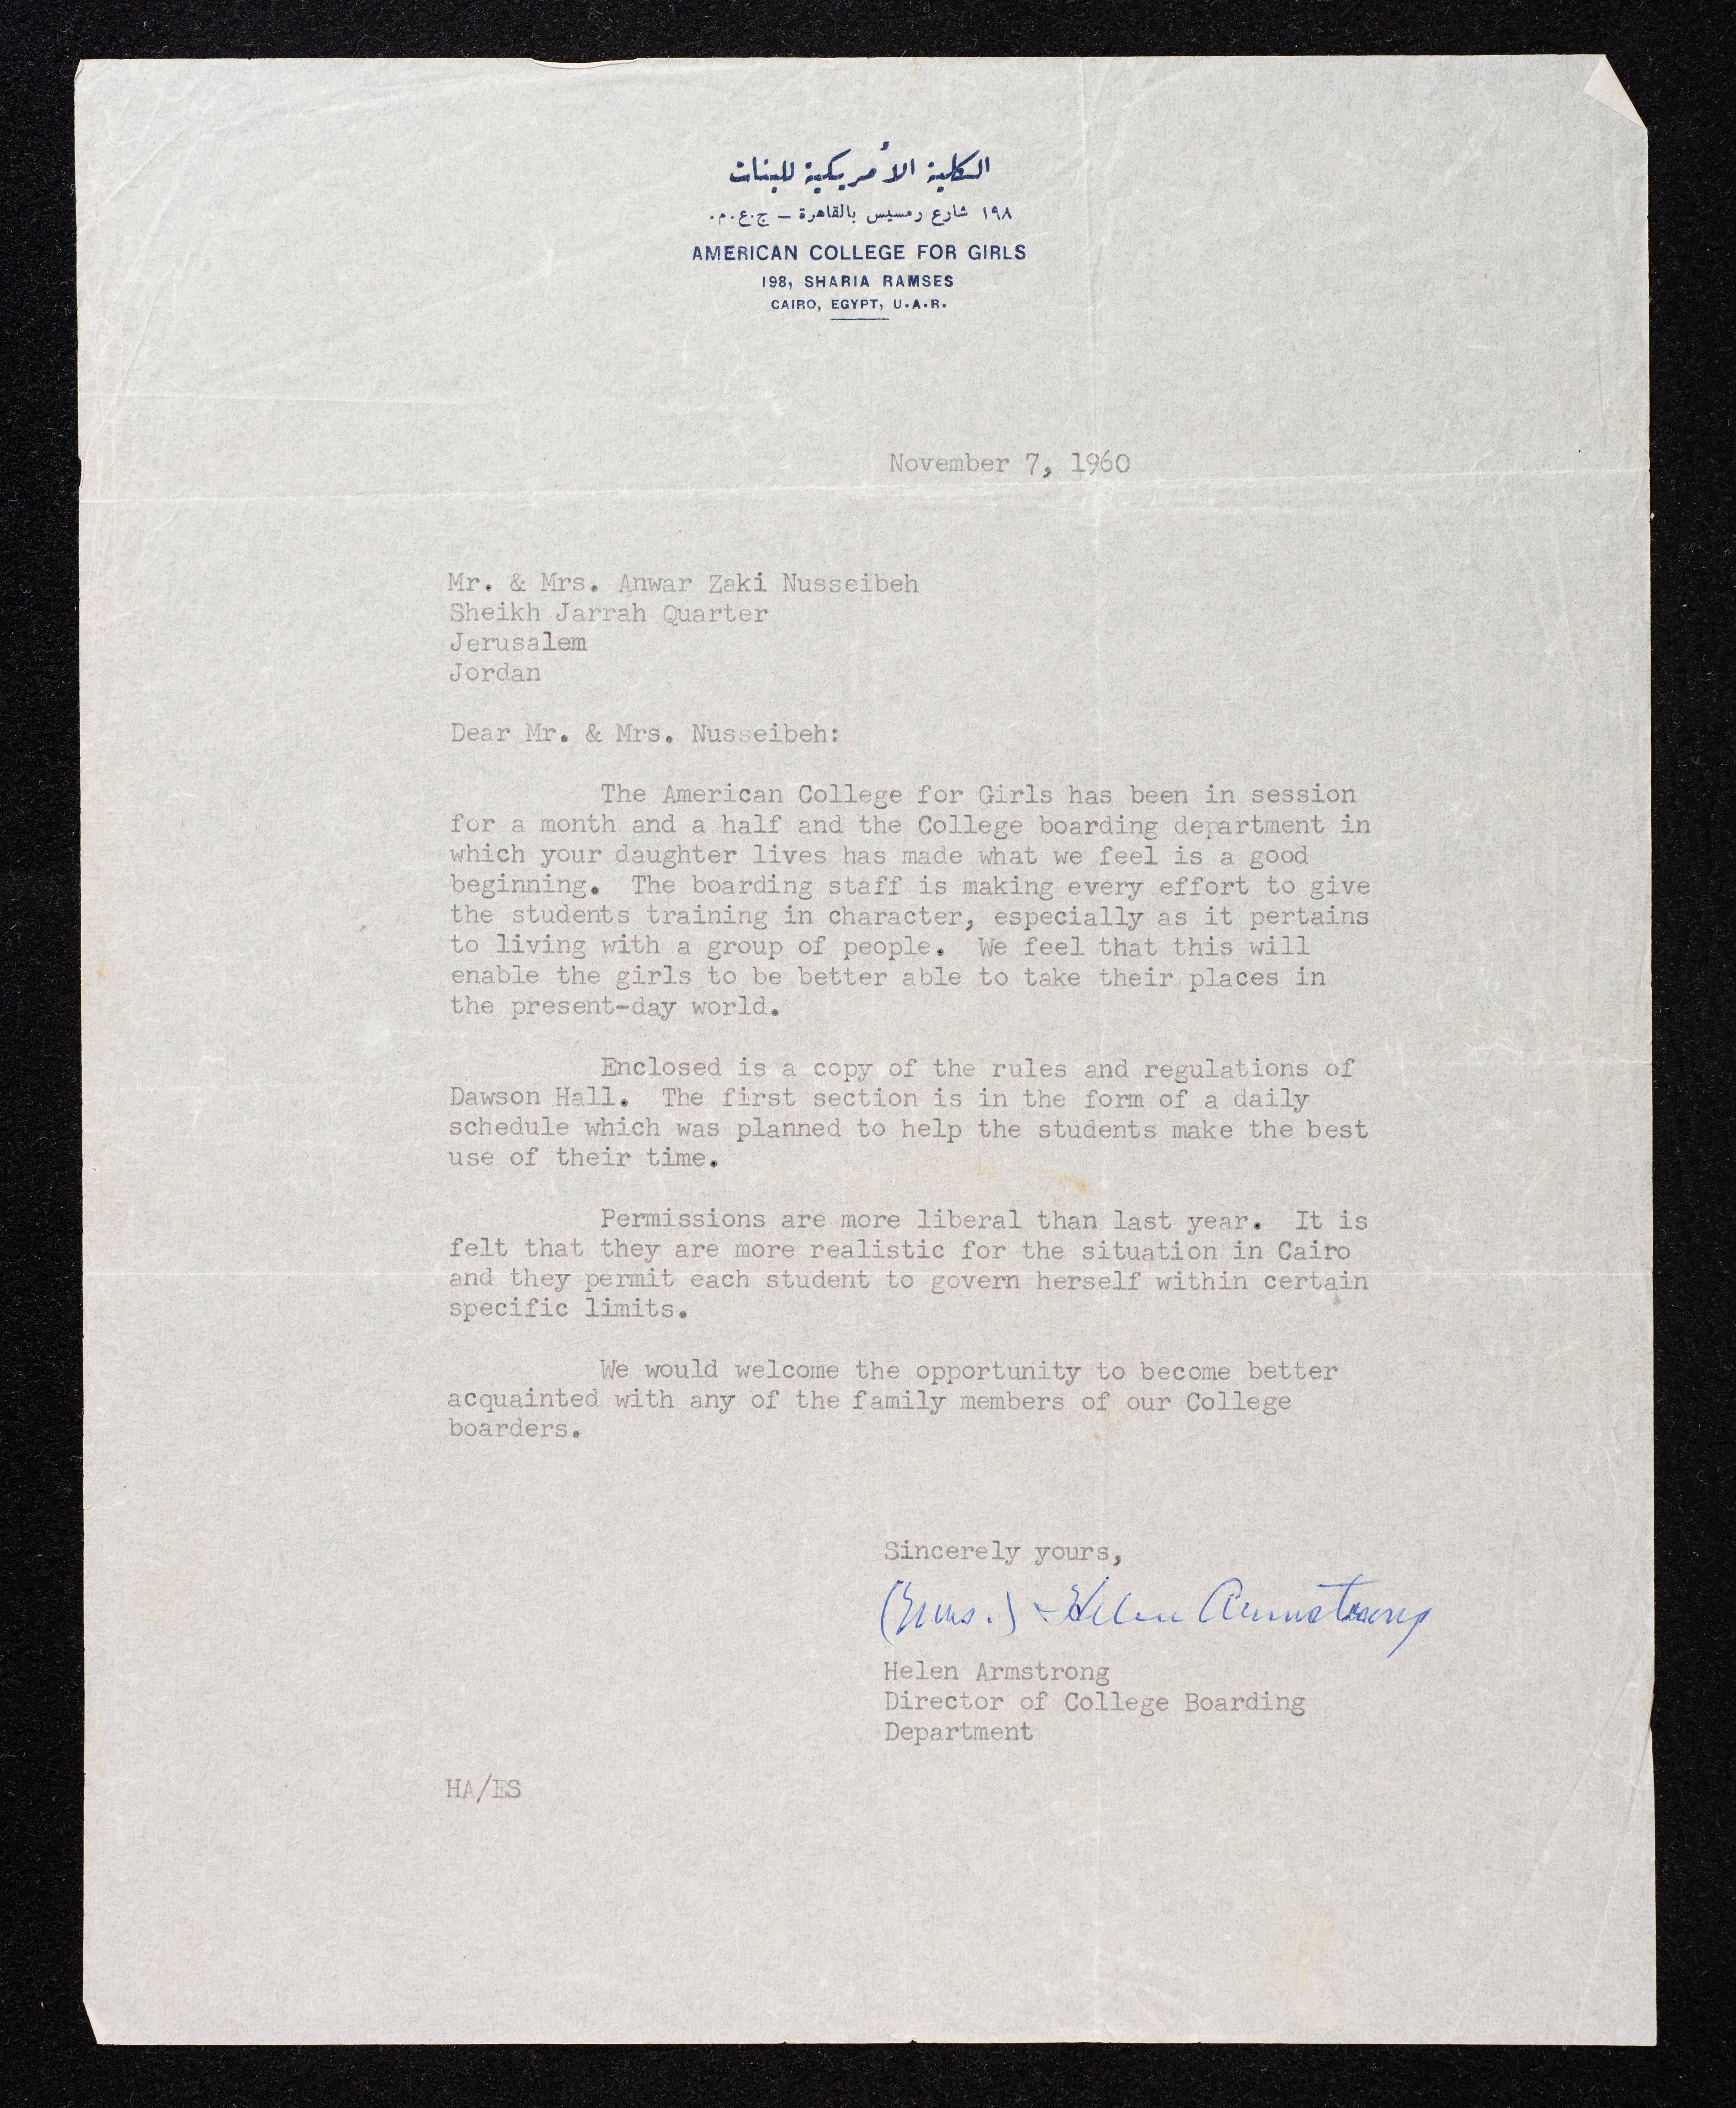 الكلية الأمريكية للبنات
١٩٨ شارع رمسيس بالقاهرة – ج.ع.م.
AMERICAN COLLEGE FOR GIRLS
198, SHARIA RAMSES
CAIRO, EGYPT, U.A.R.
November 7, 1960
Mr. & Mrs. Anwar Zaki Nusseibeh
Sheikh Jarrah Quarter
Jerusalem
Jordan
Dear Mr. & Mrs. Nusseibeh:
The American College for Girls has been in session
for a month and a half and the College boarding department in
which your daughter lives has made what we feel is a good
beginning. The boarding staff is making every effort to give
the students training in character, especially as it pertains
to living with a group of people. We feel that this will
enable the girls to be better able to take their places in
the present-day world.
Enclosed is a copy of the rules and regulations of
Dawson Hall. The first section is in the form of a daily
schedule which was planned to help the students make the best
use of their time.
Permissions are more liberal than last year. It is
felt that they are more realistic for the situation in Cairo
and they permit each student to govern herself within certain
specific limits.
We would welcome the opportunity to become better
acquainted with any of the family members of our College
boarders.
Sincerely yours,
(Mrs.) Helen Armstrong
Helen Armstrong
Director of College Boarding
Department
HA/ES